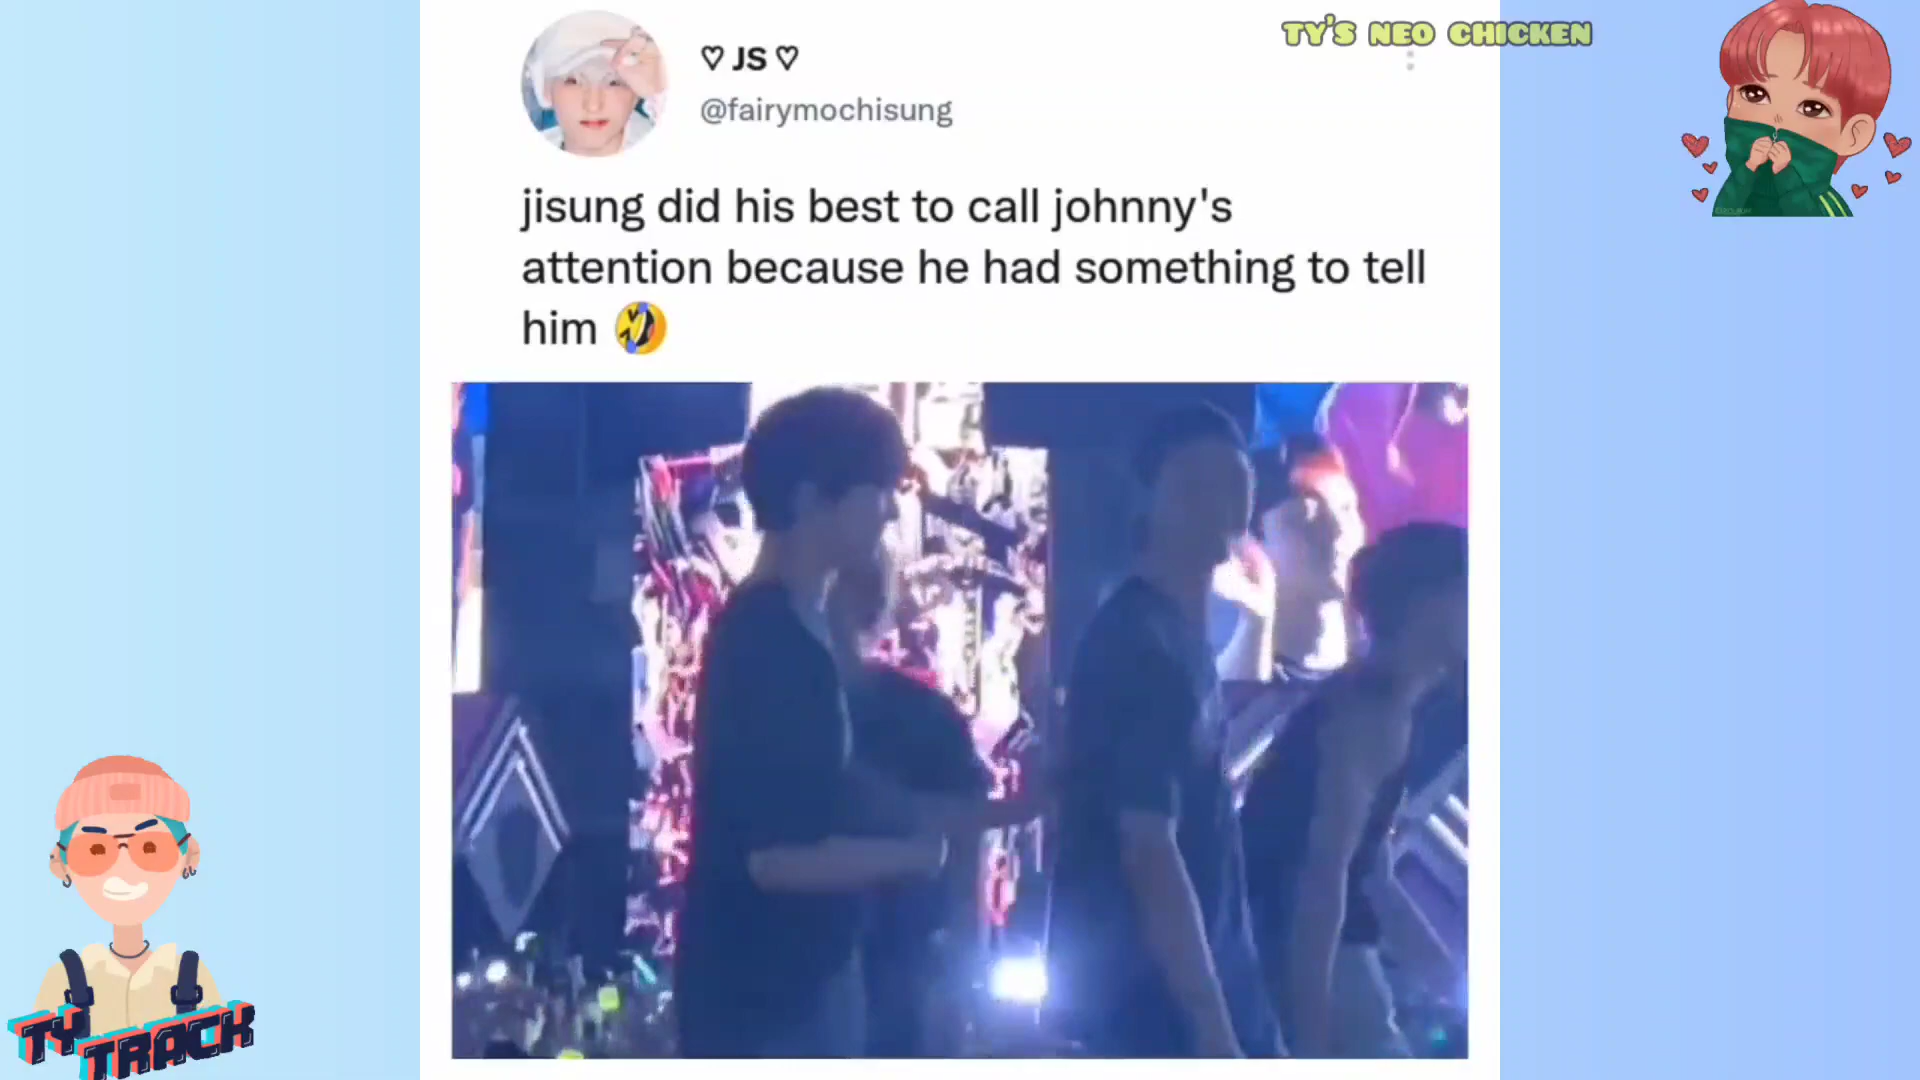 TY'S NEO CHICKEN
♡ JS ♡
@fairymochisung
jisung did his best to call johnny's
attention because he had something to tell
him 🤣
TY
TRACK